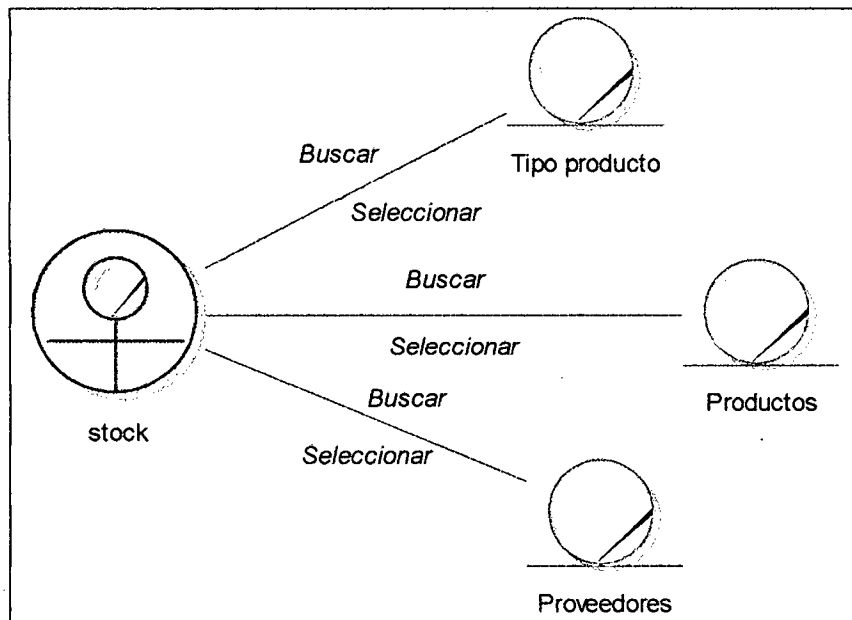 Buscar
Tipo producto
Seleccionar
Buscar
Seleccionar
Productos
Buscar
stock
Seleccionar
Proveedores